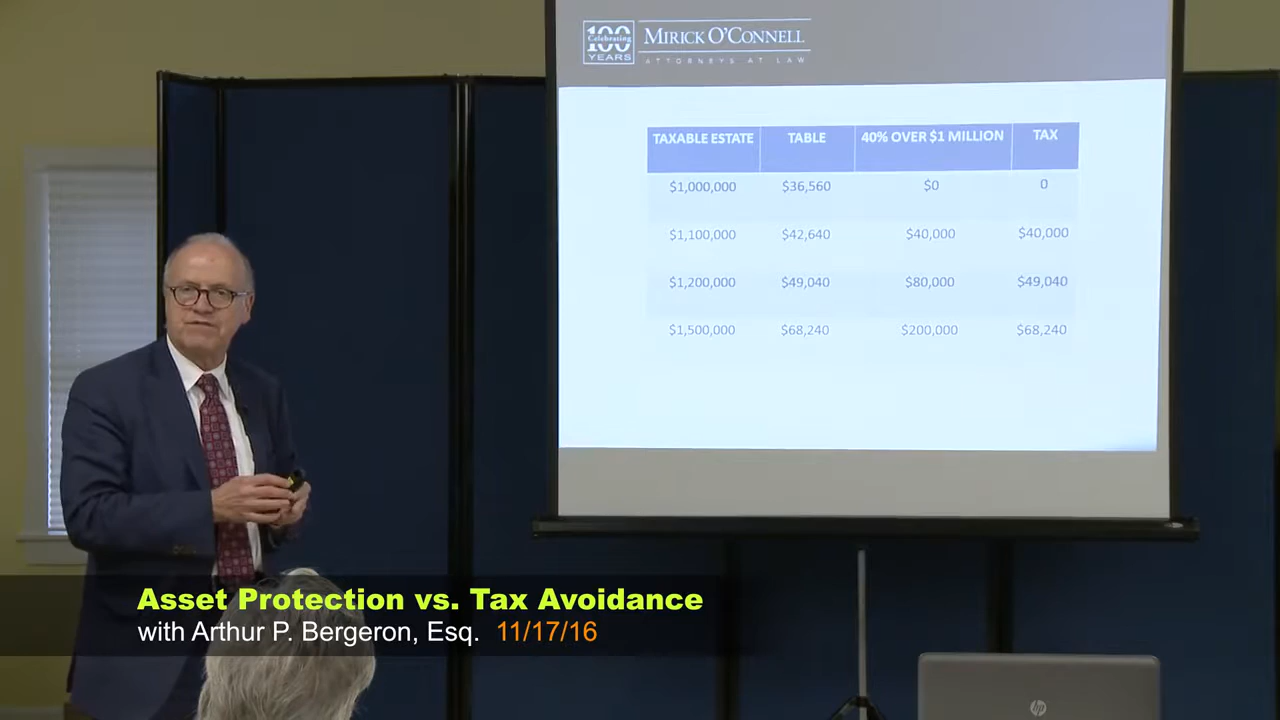 Celebrating
100
YEARS
MIRICK O'CONNELL
ATTORNEYS AT LAW
TAXABLE ESTATE TABLE 40% OVER $1 MILLION TAX
$1,000,000 $36,560 $0 0
$1,100,000 $42,640 $40,000 $40,000
$1,200,000 $49,040 $80,000 $49,040
$1,500,000 $68,240 $200,000 $68,240
Asset Protection vs. Tax Avoidance
with Arthur P. Bergeron, Esq. 11/17/16
hp